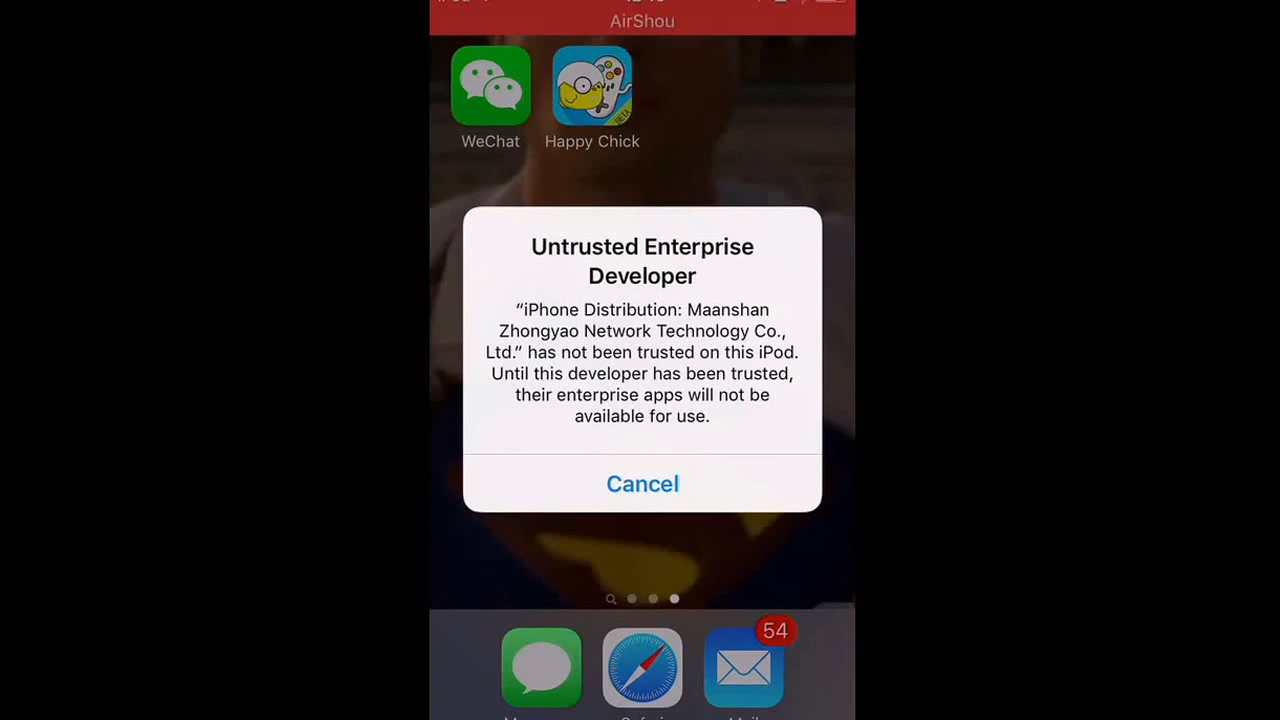 AirShou
WeChat
Happy Chick
BETA
Untrusted Enterprise
Developer
“iPhone Distribution: Maanshan
Zhongyao Network Technology Co.,
Ltd.” has not been trusted on this iPod.
Until this developer has been trusted,
their enterprise apps will not be
available for use.
Cancel
54